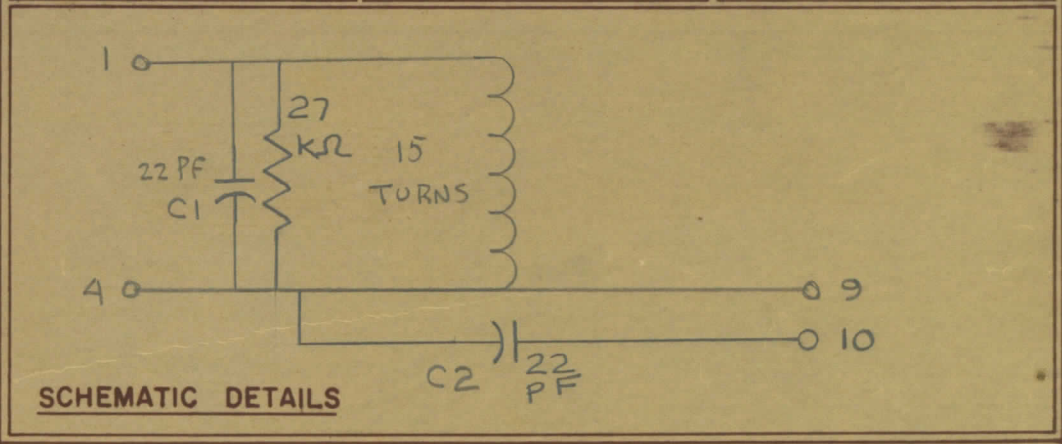 1
27
KΩ
15
TURNS
22 PF
C1
4
9
10
C2
22
PF
SCHEMATIC DETAILS